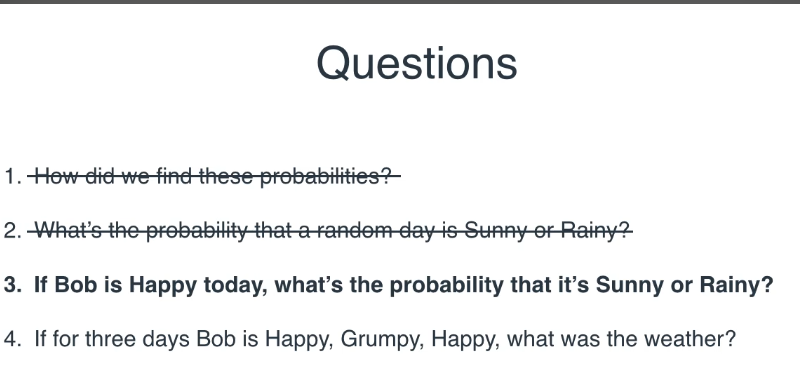 Questions
1. How did we find these probabilities?
2. What's the probability that a random day is Sunny or Rainy?
3. If Bob is Happy today, what's the probability that it's Sunny or Rainy?
4. If for three days Bob is Happy, Grumpy, Happy, what was the weather?